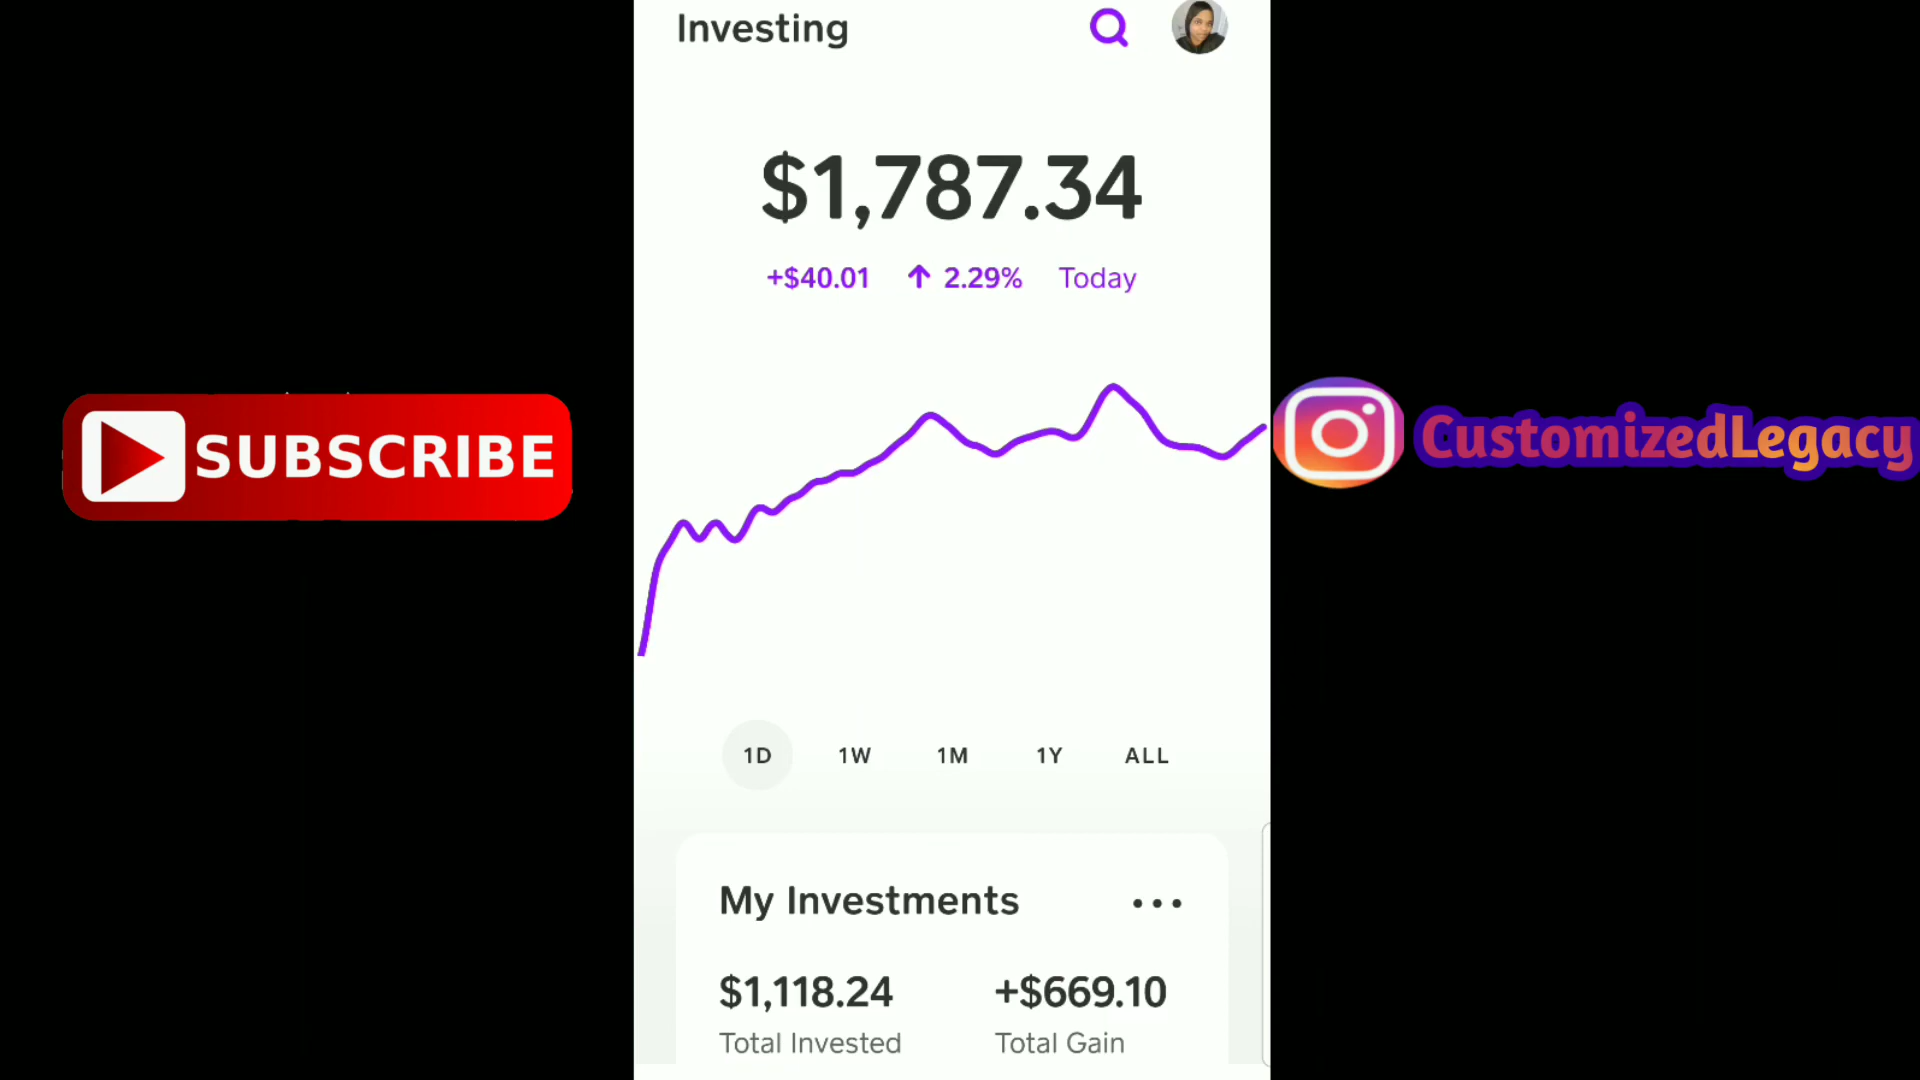 Investing
$1,787.34
+$40.01 ↑ 2.29% Today
SUBSCRIBE
CustomizedLegacy
1D 1W 1M 1Y ALL
My Investments
$1,118.24 +$669.10
Total Invested Total Gain